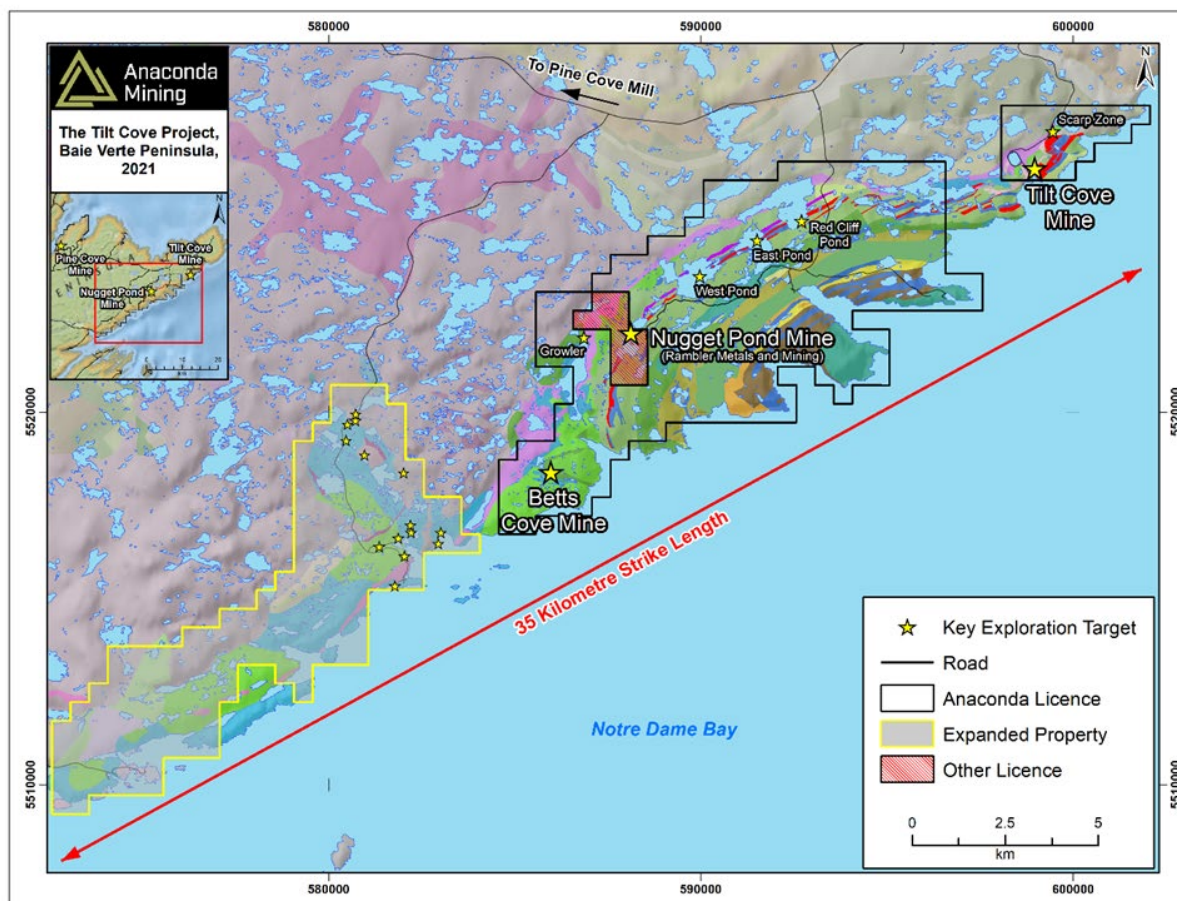 580000
590000
600000
Anaconda
Mining
The Tilt Cove Project,
Baie Verte Peninsula,
2021
N
Pine Cove
Mine
Tilt Cove
Mine
Nugget Pond
Mine
0 10 20
To Pine Cove Mill
N
Scarp Zone
Tilt Cove
Mine
Red Cliff
Pond
East Pond
West Pond
Nugget Pond Mine
(Rambler Metals and Mining)
Growler
Betts
Cove Mine
5520000
5520000
35 Kilometre Strike Length
Notre Dame Bay
5510000
5510000
Key Exploration Target
Road
Anaconda Licence
Expanded Property
Other Licence
0 2.5 5
km
580000
590000
600000